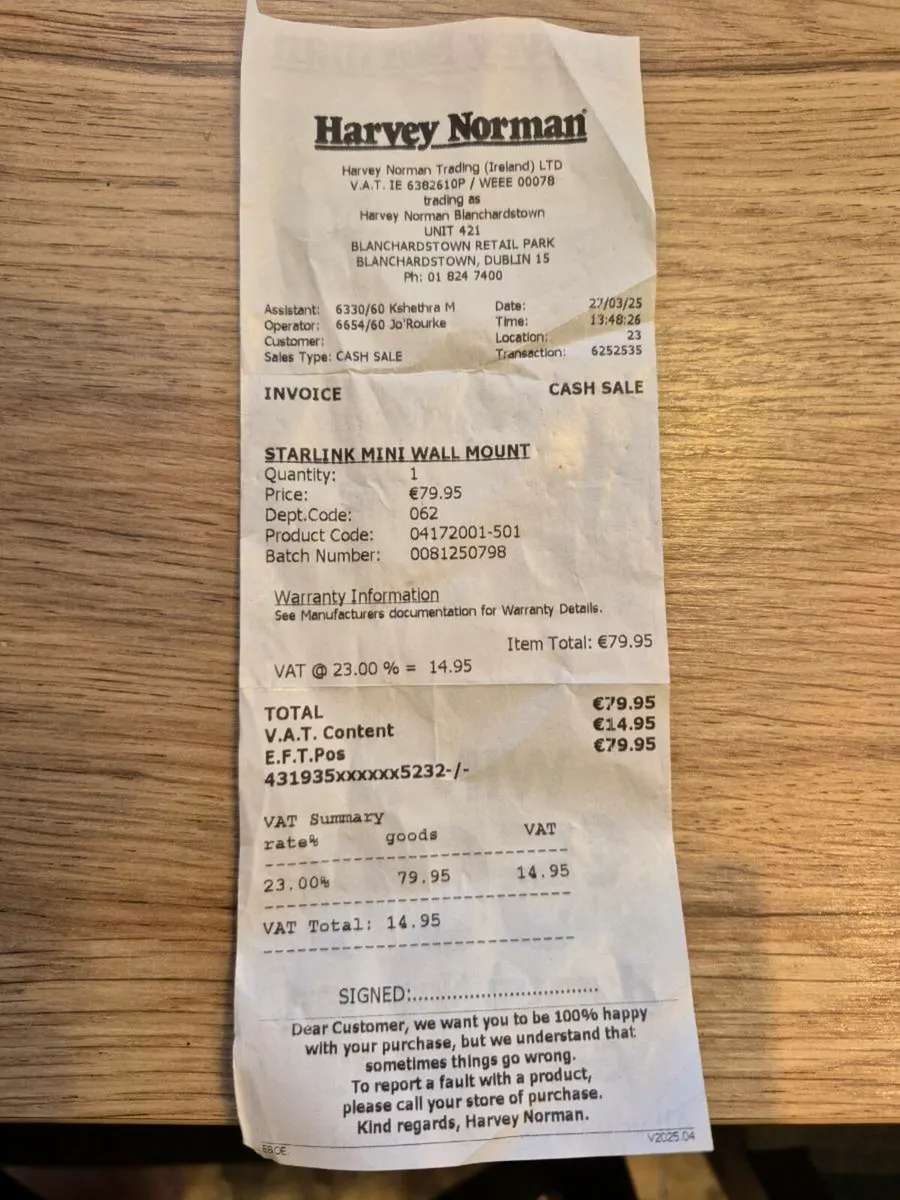 Harvey Norman
Harvey Norman Trading (Ireland) LTD
V.A.T. IE 6382610P / WEEE 00078
trading as
Harvey Norman Blanchardstown
UNIT 421
BLANCHARDSTOWN RETAIL PARK
BLANCHARDSTOWN, DUBLIN 15
Ph: 01 824 7400
Assistant: 6330/60 Kshethra M Date: 27/03/25
Operator: 6654/60 Jo'Rourke Time: 13:48:26
Customer: Location: 23
Sales Type: CASH SALE Transaction: 6252535
INVOICE CASH SALE
STARLINK MINI WALL MOUNT
Quantity: 1
Price: €79.95
Dept.Code: 062
Product Code: 04172001-501
Batch Number: 0081250798
Warranty Information
See Manufacturers documentation for Warranty Details.
Item Total: €79.95
VAT @ 23.00 % = 14.95
TOTAL €79.95
V.A.T. Content €14.95
E.F.T.Pos €79.95
431935xxxxxx5232-/-
VAT Summary
rate% goods VAT
23.00% 79.95 14.95
VAT Total: 14.95
SIGNED:..................................
Dear Customer, we want you to be 100% happy
with your purchase, but we understand that
sometimes things go wrong.
To report a fault with a product,
please call your store of purchase.
Kind regards, Harvey Norman.
E&OE. V2025.04